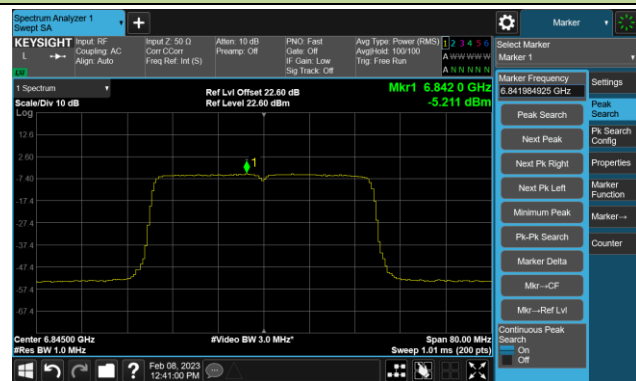 Spectrum Analyzer 1
Swept SA
+
Marker
KEYSIGHT
L
Input: RF
Coupling: AC
Align: Auto
Input Z: 50 Ω
Corr CCorr
Freq Ref: Int (S)
Atten: 10 dB
Preamp: Off
PNO: Fast
Gate: Off
IF Gain: Low
Sig Track: Off
Avg Type: Power (RMS)
Avg|Hold: 100/100
Trig: Free Run
1 2 3 4 5 6
A W W W W W
A N N N N N
Select Marker
Marker 1
1 Spectrum
Scale/Div 10 dB
Log
Ref Lvl Offset 22.60 dB
Ref Level 22.60 dBm
Mkr1 6.842 0 GHz
-5.211 dBm
Marker Frequency
6.841984925 GHz
Peak Search
Next Peak
Next Pk Right
Next Pk Left
Minimum Peak
Pk-Pk Search
Marker Delta
Mkr→CF
Mkr→Ref Lvl
Continuous Peak
Search
On
Off
Settings
Peak
Search
Pk Search
Config
Properties
Marker
Function
Marker→
Counter
12.6
2.60
-7.40
-17.4
-27.4
-37.4
-47.4
-57.4
-67.4
1
Center 6.84500 GHz
#Res BW 1.0 MHz
#Video BW 3.0 MHz*
Span 80.00 MHz
Sweep 1.01 ms (200 pts)
?
Feb 08, 2023
12:41:00 PM